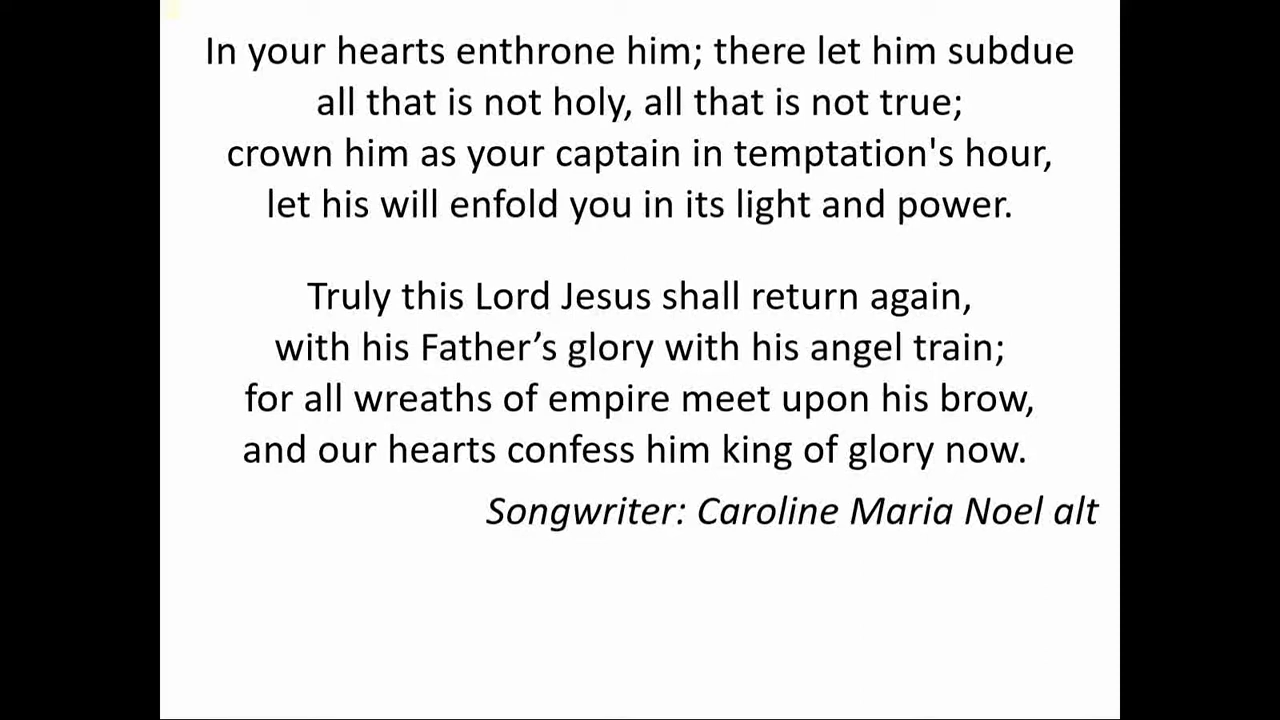 In your hearts enthrone him; there let him subdue
all that is not holy, all that is not true;
crown him as your captain in temptation's hour,
let his will enfold you in its light and power.
Truly this Lord Jesus shall return again,
with his Father’s glory with his angel train;
for all wreaths of empire meet upon his brow,
and our hearts confess him king of glory now.
Songwriter: Caroline Maria Noel alt